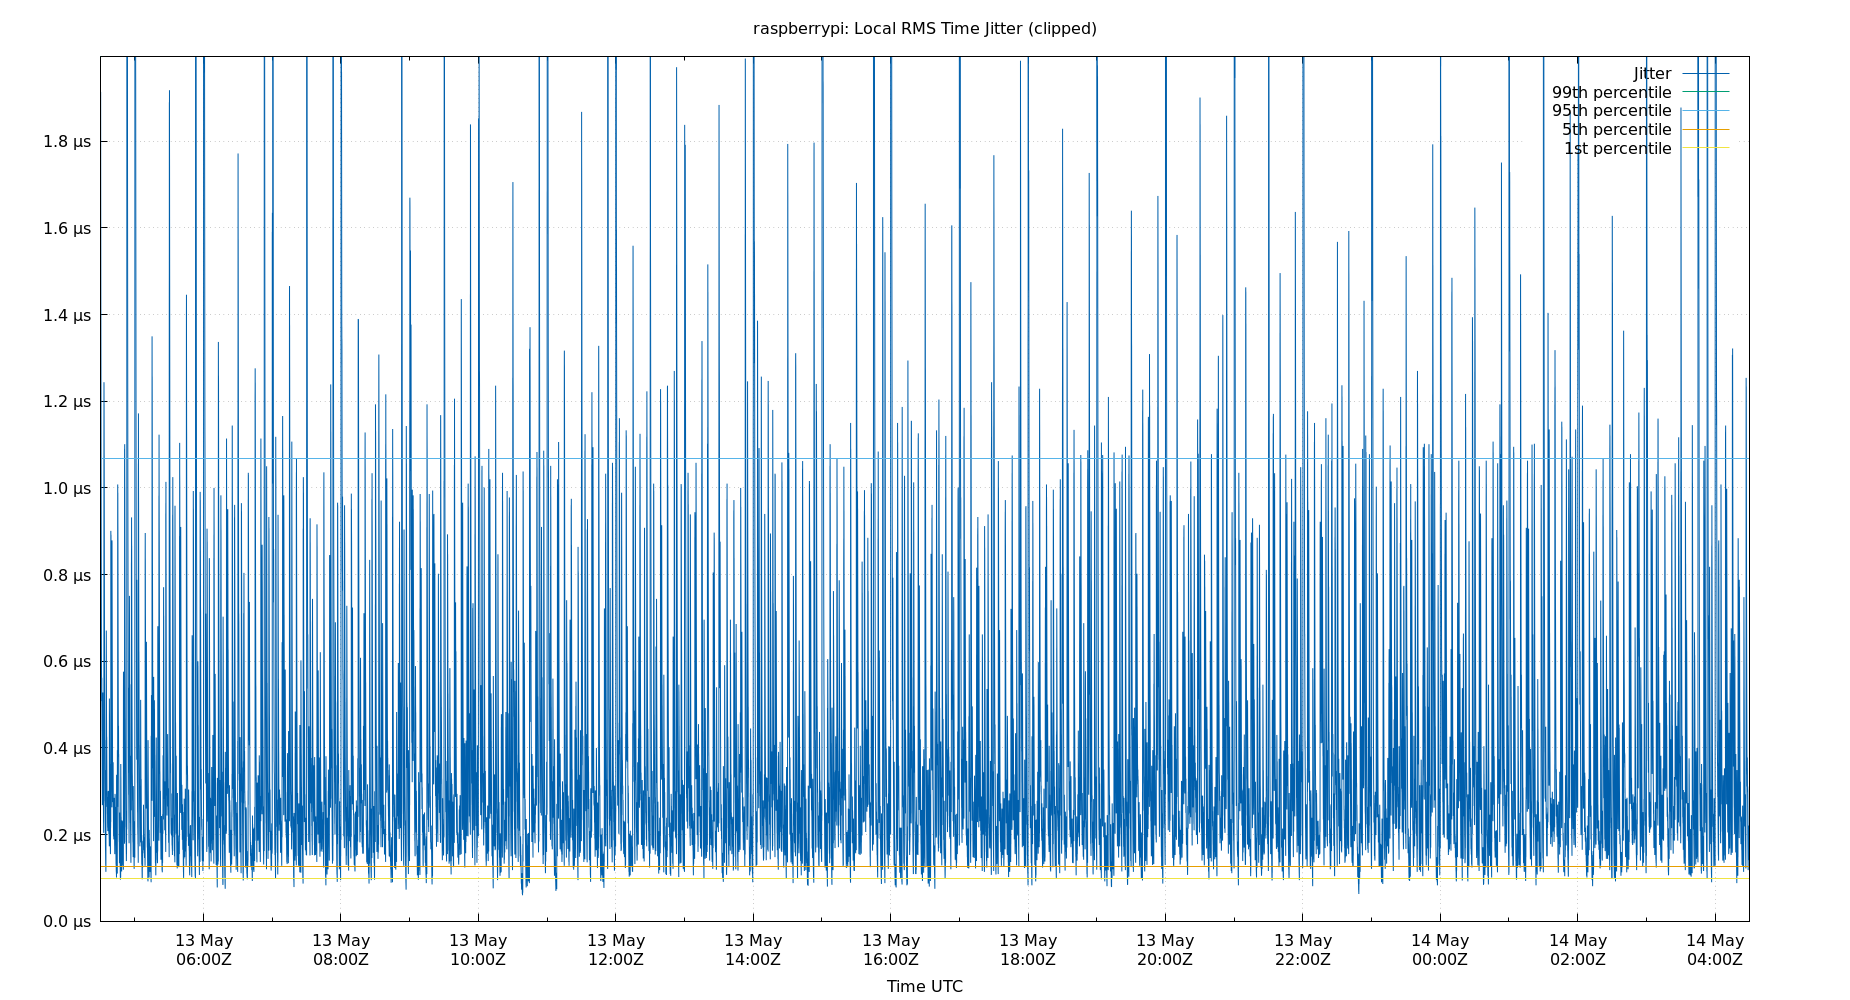 raspberrypi: Local RMS Time Jitter (clipped)
Jitter
99th percentile
95th percentile
5th percentile
1st percentile
1.8 µs
1.6 µs
1.4 µs
1.2 µs
1.0 µs
0.8 µs
0.6 µs
0.4 µs
0.2 µs
0.0 µs
13 May 13 May 13 May 13 May 13 May 13 May 13 May 13 May 13 May 14 May 14 May 14 May
06:00Z 08:00Z 10:00Z 12:00Z 14:00Z 16:00Z 18:00Z 20:00Z 22:00Z 00:00Z 02:00Z 04:00Z
Time UTC